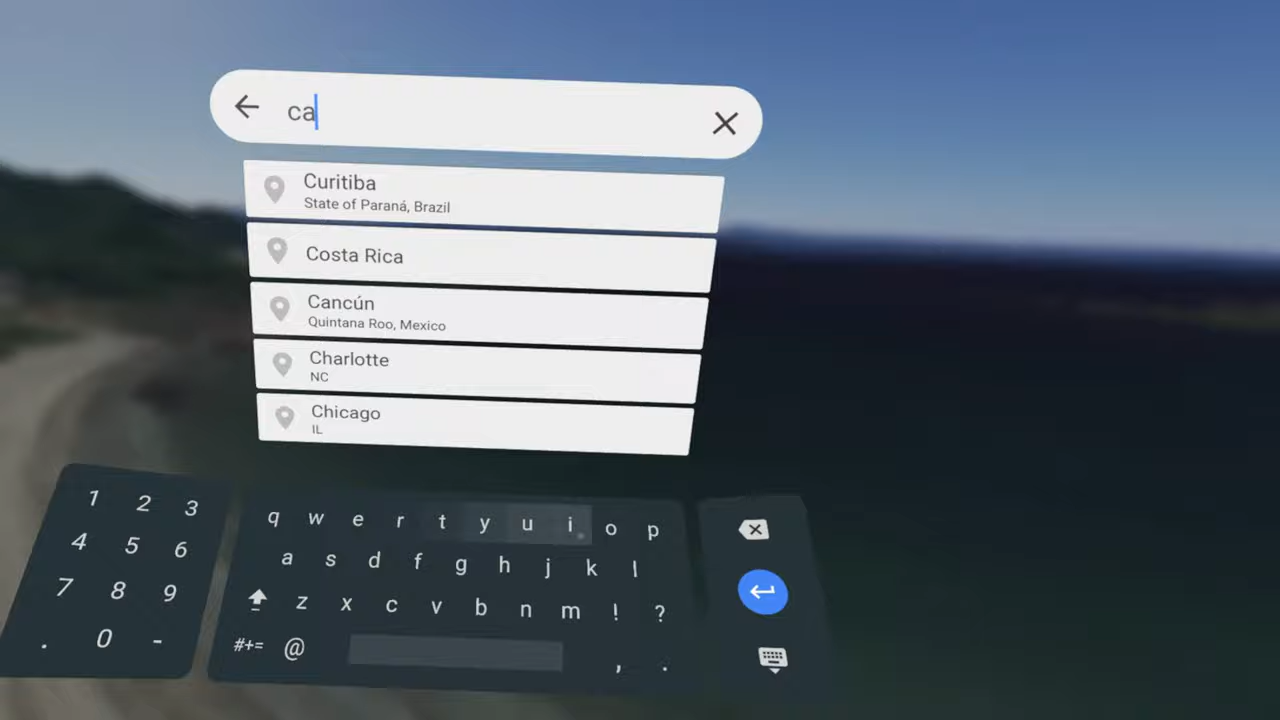 ca
Curitiba
State of Paraná, Brazil
Costa Rica
Cancún
Quintana Roo, Mexico
Charlotte
NC
Chicago
IL
1 2 3
4 5 6
7 8 9
. 0 -
q w e r t y u i o p
a s d f g h j k l
z x c v b n m ! ?
#+= @ , .